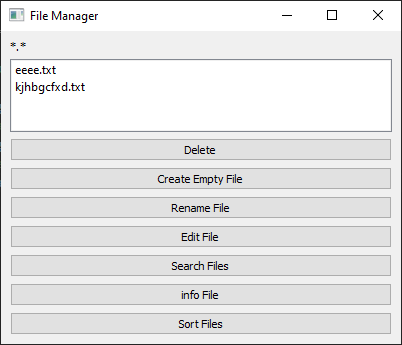 File Manager
*.*
eeee.txt
kjhbgcfxd.txt
Delete
Create Empty File
Rename File
Edit File
Search Files
info File
Sort Files